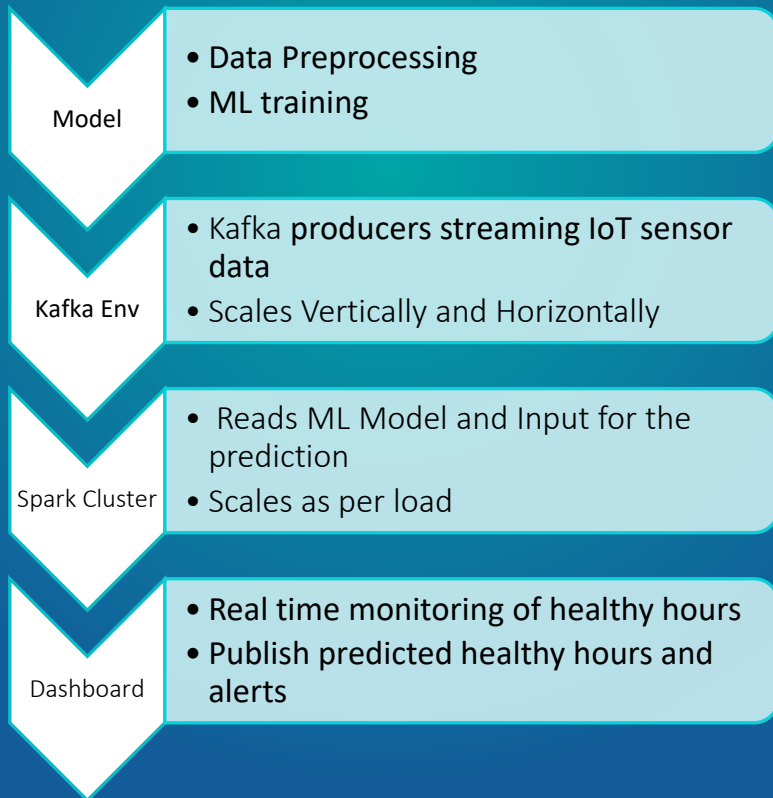 Model
• Data Preprocessing
• ML training
Kafka Env
• Kafka producers streaming IoT sensor
data
• Scales Vertically and Horizontally
Spark Cluster
• Reads ML Model and Input for the
prediction
• Scales as per load
Dashboard
• Real time monitoring of healthy hours
• Publish predicted healthy hours and
alerts